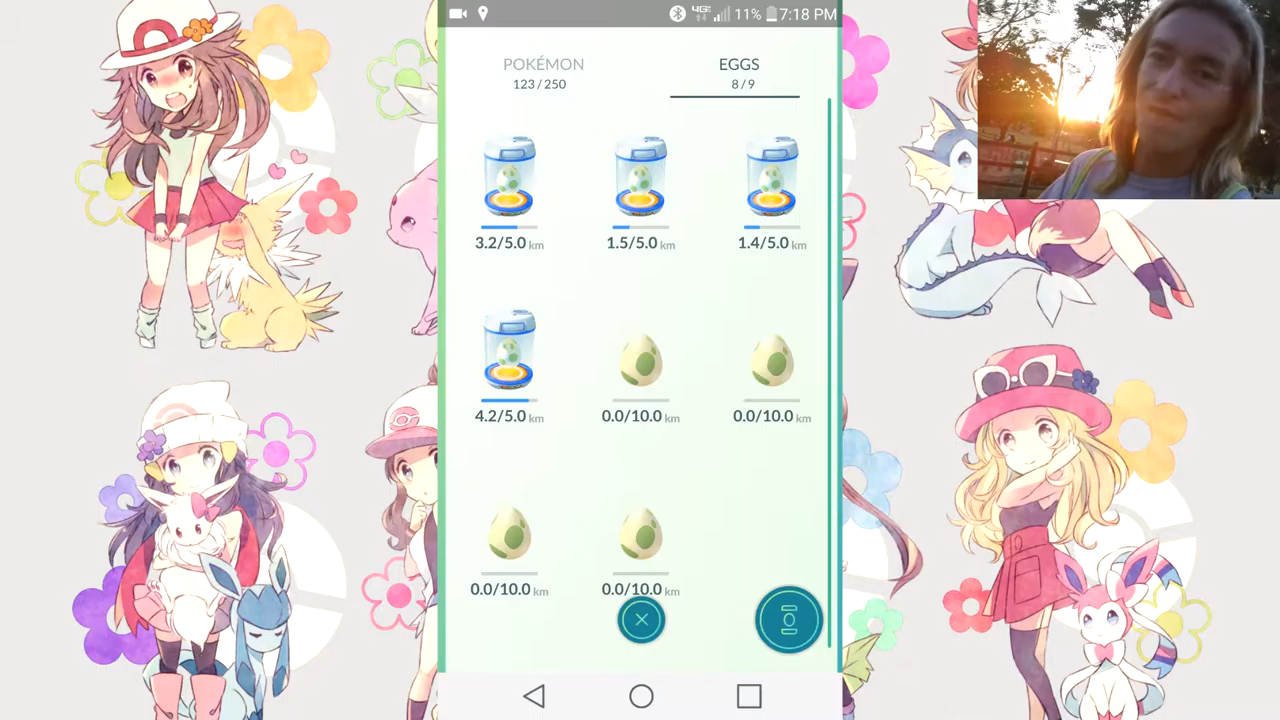 4GE 11% 7:18 PM
POKÉMON EGGS
123/250 8/9
3.2/5.0 km 1.5/5.0 km 1.4/5.0 km
4.2/5.0 km 0.0/10.0 km 0.0/10.0 km
0.0/10.0 km 0.0/10.0 km